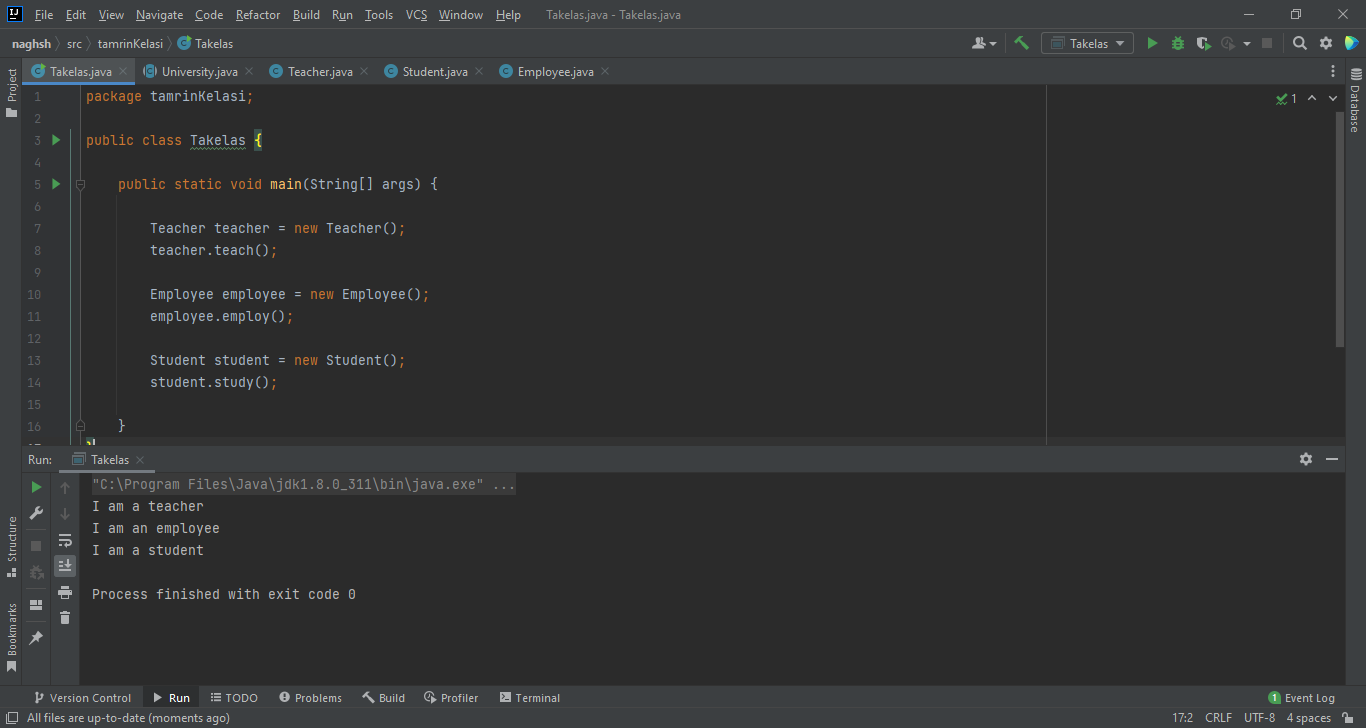 IJ File Edit View Navigate Code Refactor Build Run Tools VCS Window Help Takelas.java - Takelas.java
naghsh src tamrinKelasi Takelas Takelas
Project Takelas.java University.java Teacher.java Student.java Employee.java Database
1 package tamrinKelasi; 1
2
3 public class Takelas {
4
5 public static void main(String[] args) {
6
7 Teacher teacher = new Teacher();
8 teacher.teach();
9
10 Employee employee = new Employee();
11 employee.employ();
12
13 Student student = new Student();
14 student.study();
15
16 }
17 }
Run: Takelas
"C:\Program Files\Java\jdk1.8.0_311\bin\java.exe" ...
I am a teacher
I am an employee
I am a student
Process finished with exit code 0
Structure
Bookmarks
Version Control Run TODO Problems Build Profiler Terminal 1 Event Log
All files are up-to-date (moments ago) 17:2 CRLF UTF-8 4 spaces